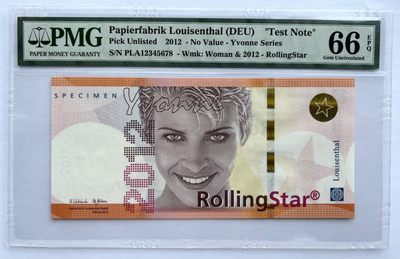 PMG
PAPER MONEY GUARANTY
Papierfabrik Louisenthal (DEU) "Test Note"
Pick Unlisted 2012 - No Value - Yvonne Series
S/N PLA12345678 - Wmk: Woman & 2012 - RollingStar
66 EPQ
Gem Uncirculated
SPECIMEN
Yvonne
2012
Louisenthal
RollingStar®